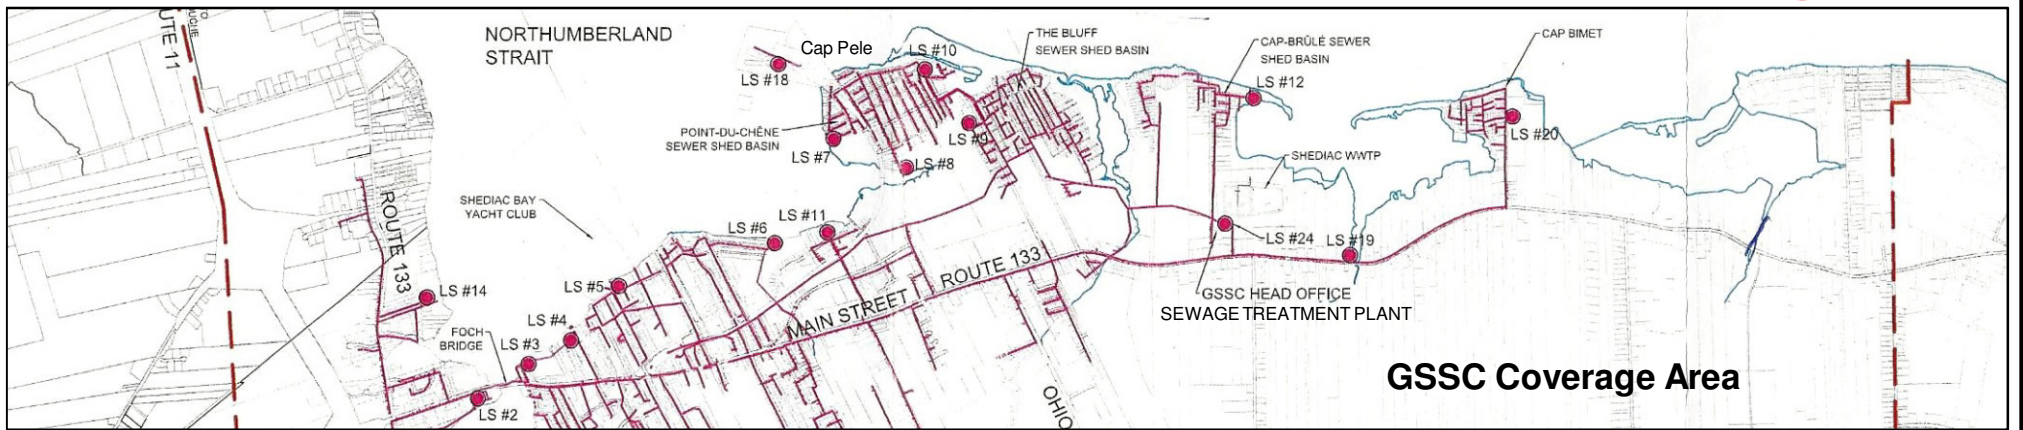 ROUTE 11
NORTHUMBERLAND
STRAIT
LS #18
Cap Pele
LS #10
THE BLUFF
SEWER SHED BASIN
CAP-BRÛLÉ SEWER
SHED BASIN
LS #12
CAP BIMET
LS #20
POINT-DU-CHÊNE
SEWER SHED BASIN
LS #7
LS #9
LS #8
SHEDIAC WWTP
SHEDIAC BAY
YACHT CLUB
LS #6
LS #11
LS #24
LS #19
ROUTE 133
LS #14
LS #5
LS #4
FOCH
BRIDGE
LS #3
LS #2
MAIN STREET
ROUTE 133
GSSC HEAD OFFICE
SEWAGE TREATMENT PLANT
OHIO
GSSC Coverage Area